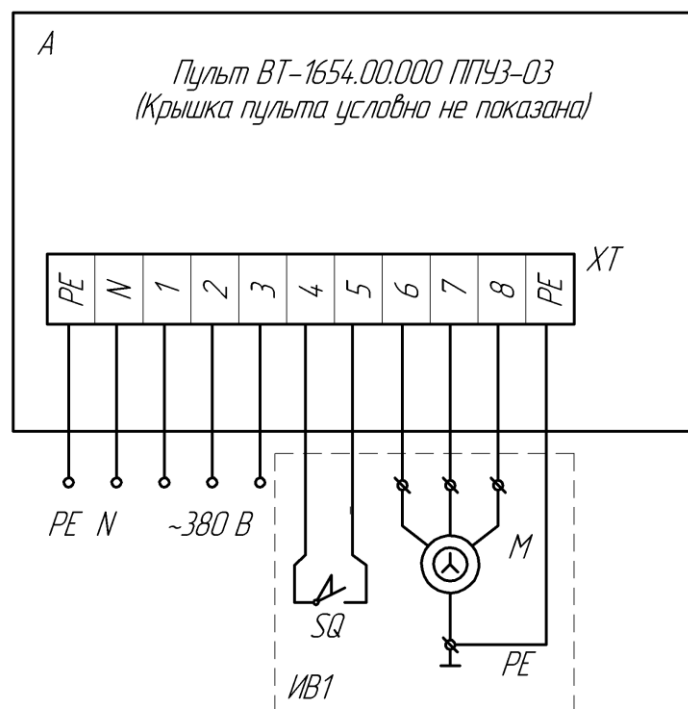 А
Пульт ВТ-1654.00.000 ППУЗ-03
(Крышка пульта условно не показана)
XT
PE N 1 2 3 4 5 6 7 8 PE
PE N ~380 В
M
SQ
PE
ИВ1